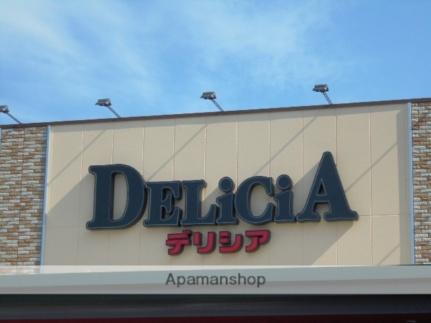 DELiCiA
デリシア
Apamanshop